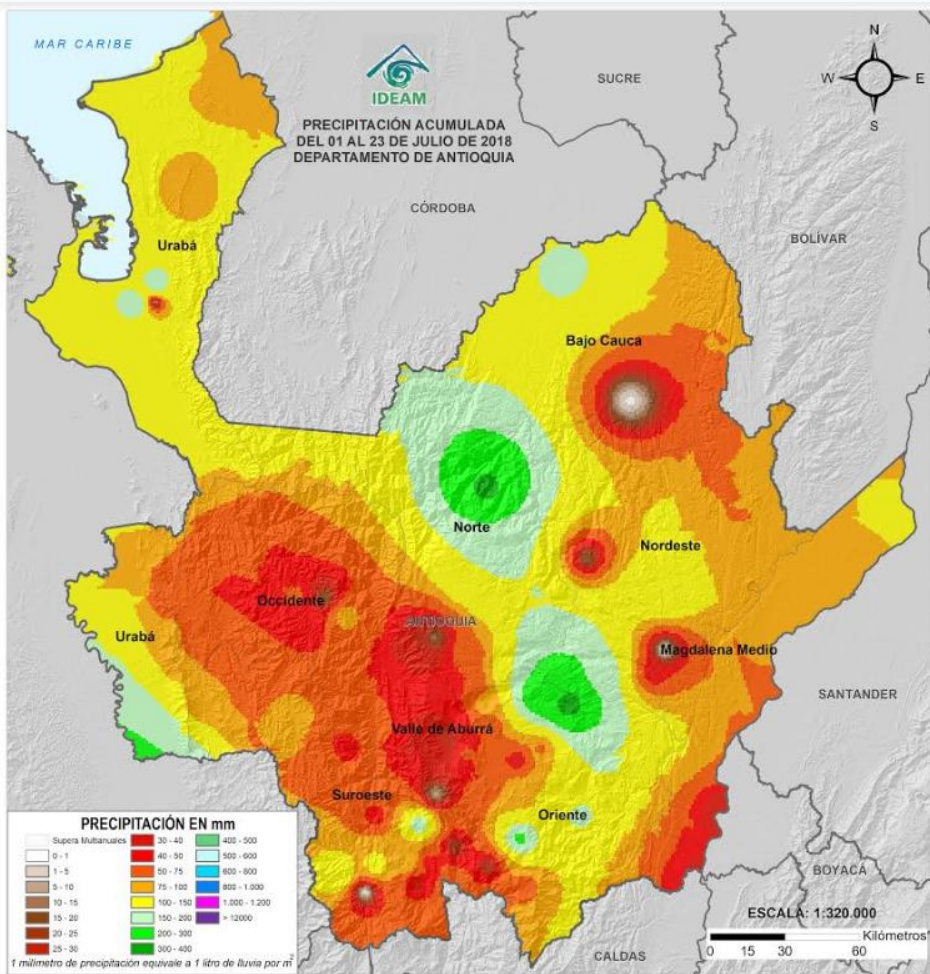 MAR CARIBE
N
W E
S
IDEAM
PRECIPITACIÓN ACUMULADA
DEL 01 AL 23 DE JULIO DE 2018
DEPARTAMENTO DE ANTIOQUIA
SUCRE
CÓRDOBA
BOLÍVAR
Urabá
Bajo Cauca
Norte
Nordeste
Occidente
ANTIOQUIA
Urabá
Magdalena Medio
SANTANDER
Valle de Aburrá
Suroeste
Oriente
BOYACÁ
CALDAS
PRECIPITACIÓN EN mm
Supera Multianuales 30 - 40 400 - 500
0 - 1 40 - 50 500 - 600
1 - 5 50 - 75 600 - 800
5 - 10 75 - 100 800 - 1.000
10 - 15 100 - 150 1.000 - 1.200
15 - 20 150 - 200 > 12000
20 - 25 200 - 300
25 - 30 300 - 400
1 milímetro de precipitación equivale a 1 litro de lluvia por m2
ESCALA: 1:320.000
Kilómetros
0 15 30 60